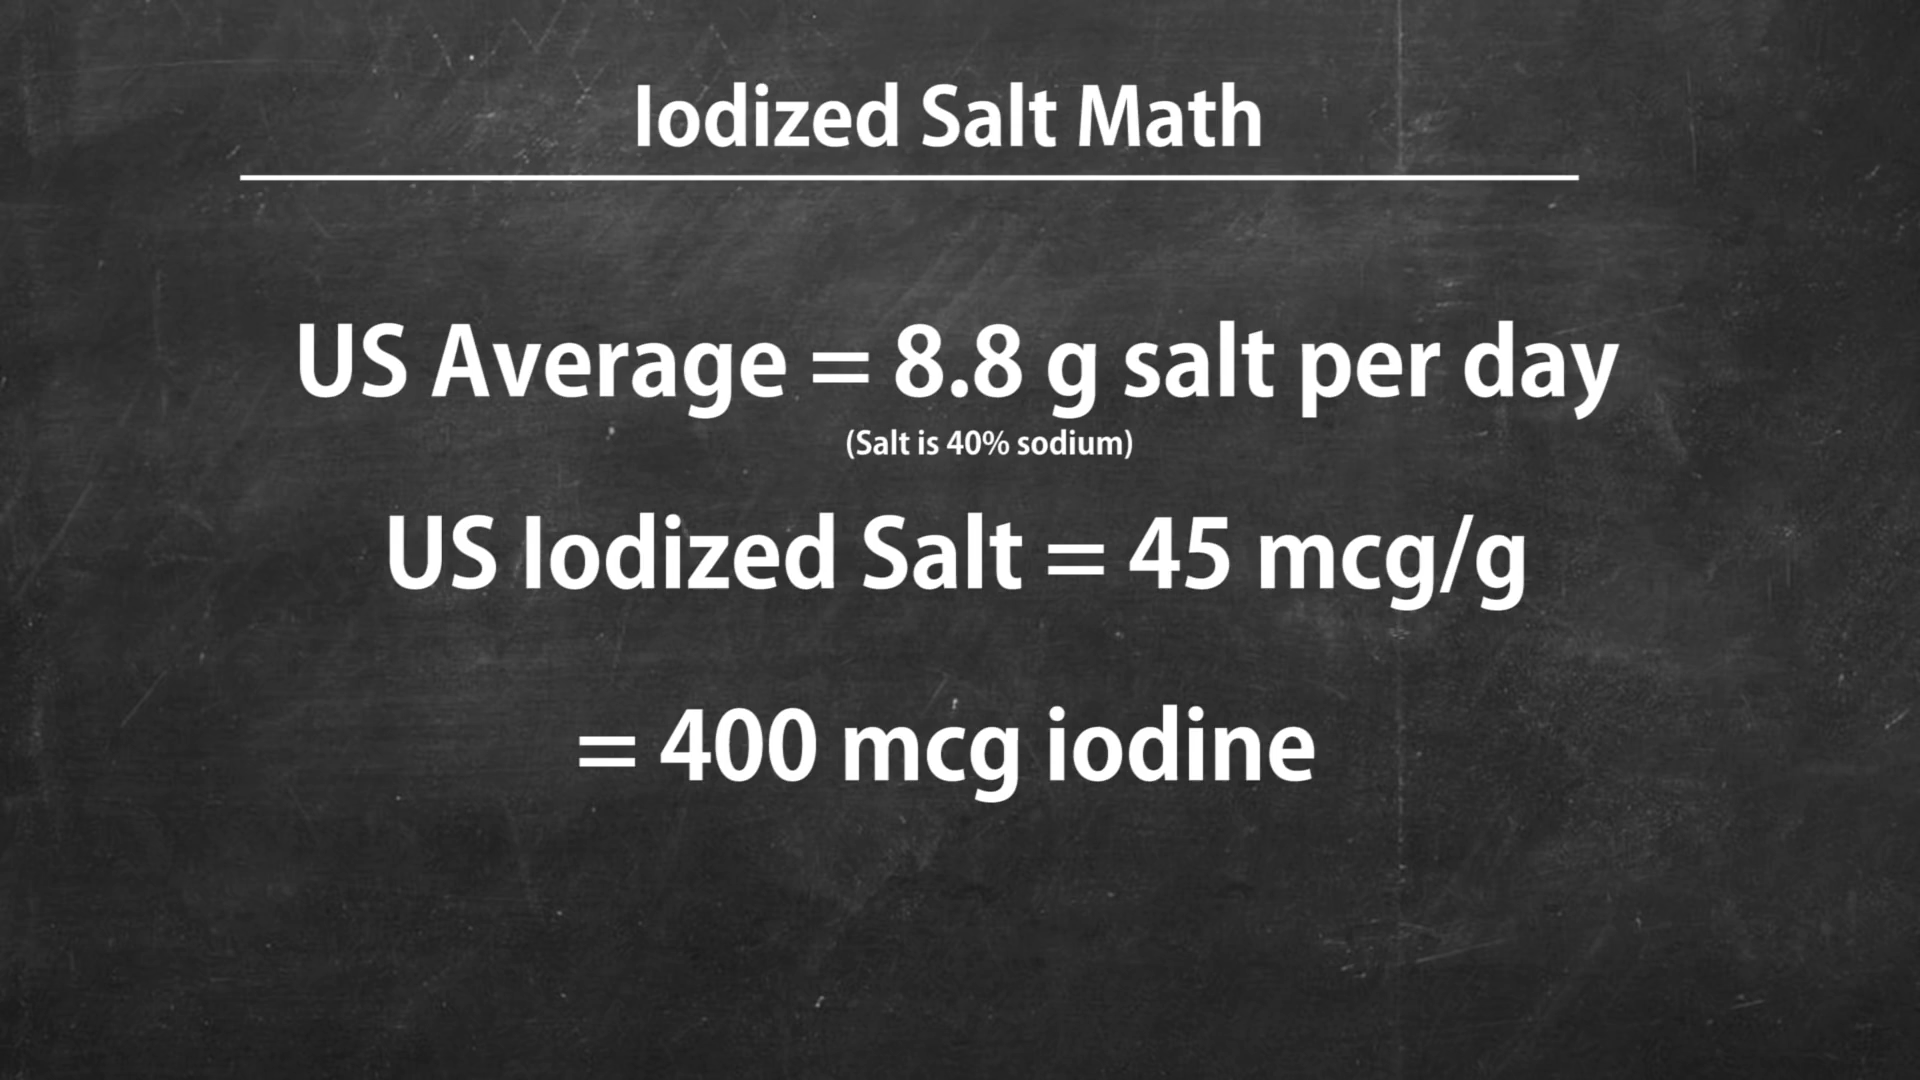 Iodized Salt Math
US Average = 8.8 g salt per day
(Salt is 40% sodium)
US Iodized Salt = 45 mcg/g
= 400 mcg iodine